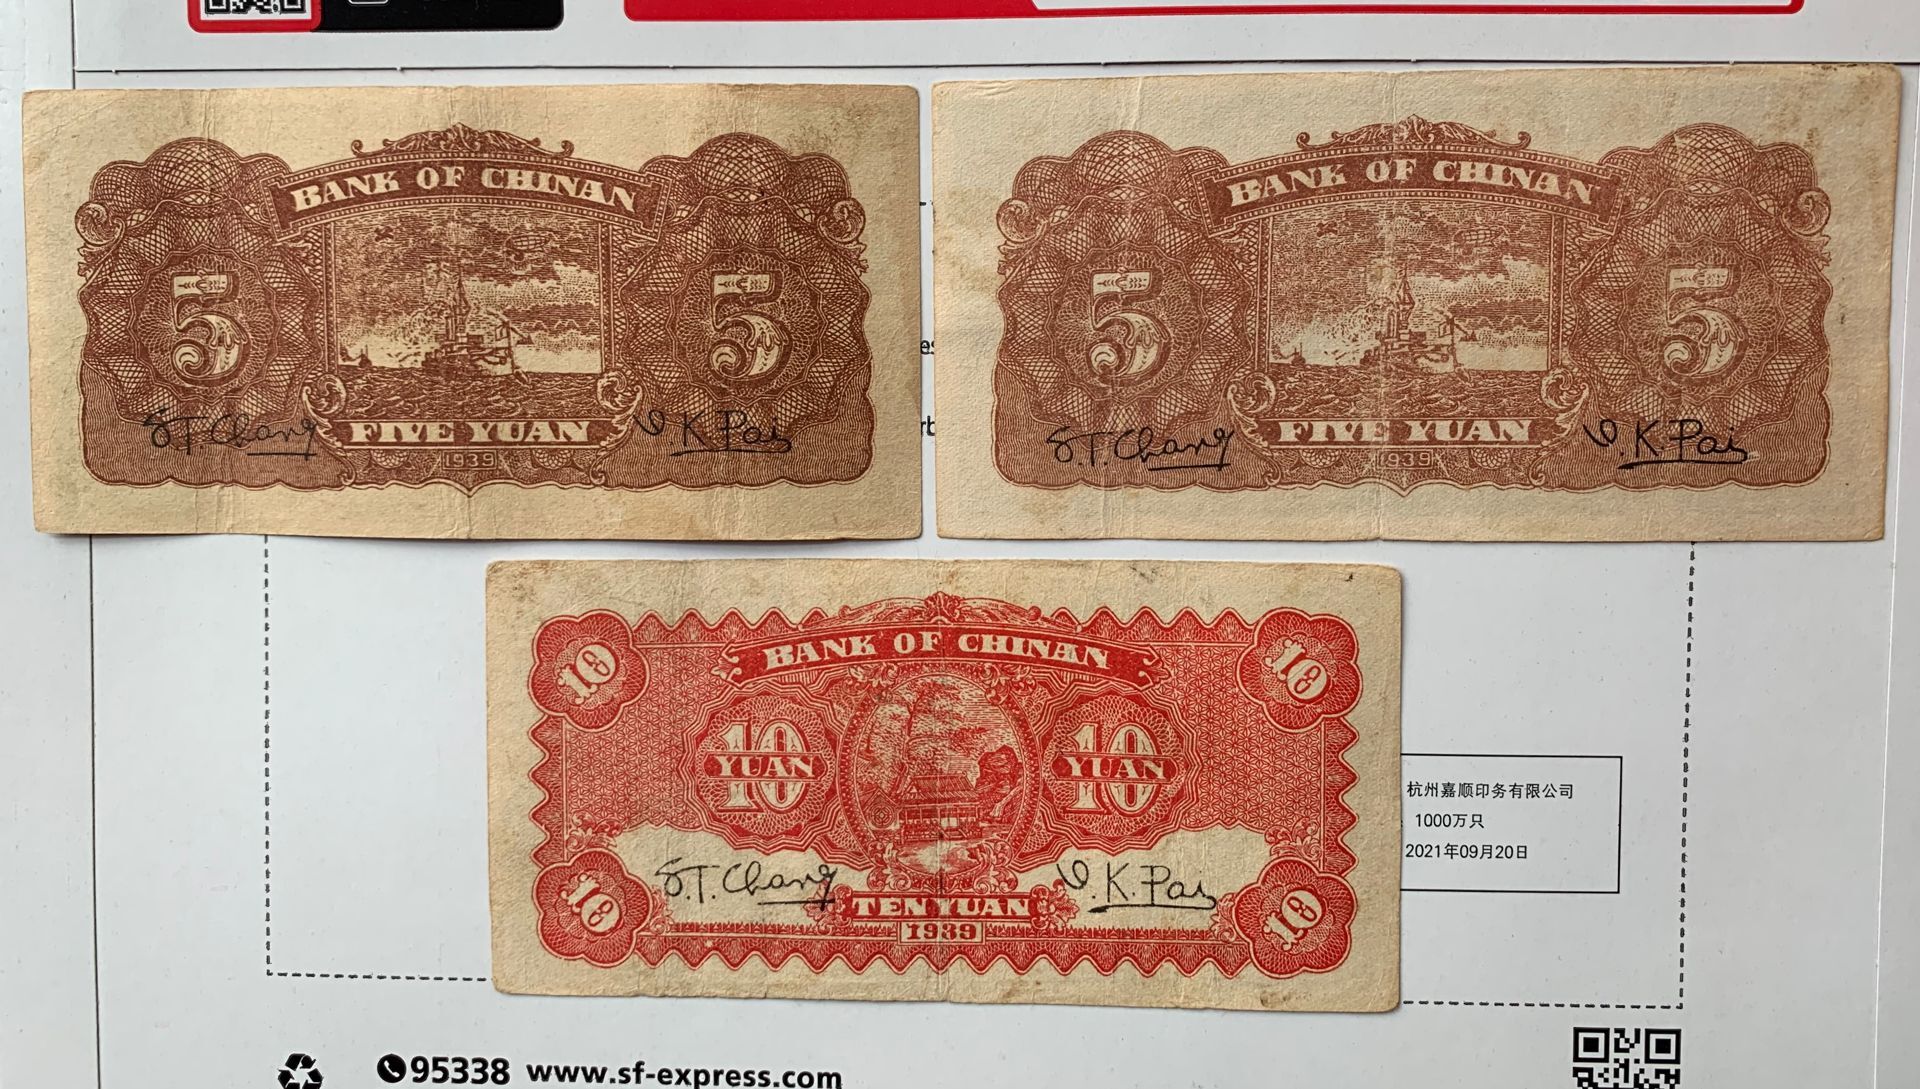 BANK OF CHINAN
5 5
S.T. Chang FIVE YUAN V.K. Pai
1939
BANK OF CHINAN
5 5
S.T. Chang FIVE YUAN V.K. Pai
1939
BANK OF CHINAN
10 10
10 YUAN 10 YUAN
S.T. Chang V.K. Pai
10 TEN YUAN 10
1939
杭州嘉顺印务有限公司
1000万只
2021年09月20日
95338 www.sf-express.com